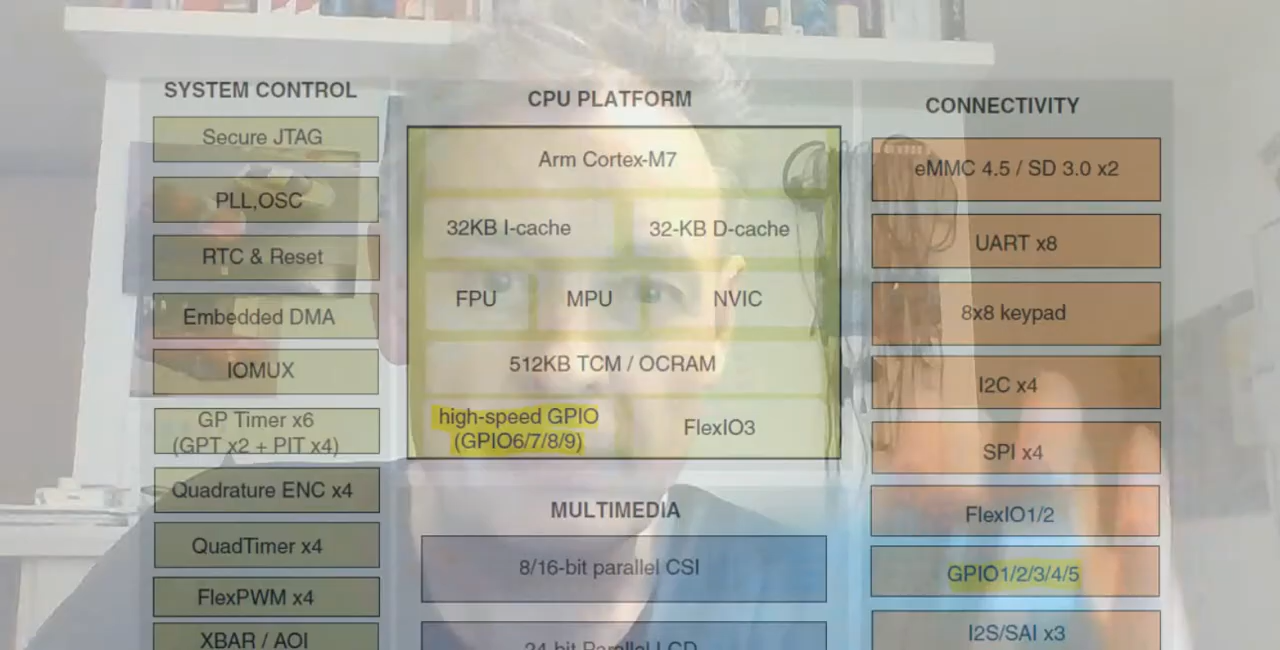 SYSTEM CONTROL
Secure JTAG
PLL,OSC
RTC & Reset
Embedded DMA
IOMUX
GP Timer x6
(GPT x2 + PIT x4)
Quadrature ENC x4
QuadTimer x4
FlexPWM x4
XBAR / AOI
CPU PLATFORM
Arm Cortex-M7
32KB I-cache
32-KB D-cache
FPU
MPU
NVIC
512KB TCM / OCRAM
high-speed GPIO
(GPIO6/7/8/9)
FlexIO3
MULTIMEDIA
8/16-bit parallel CSI
24-bit Parallel LCD
CONNECTIVITY
eMMC 4.5 / SD 3.0 x2
UART x8
8x8 keypad
I2C x4
SPI x4
FlexIO1/2
GPIO1/2/3/4/5
I2S/SAI x3